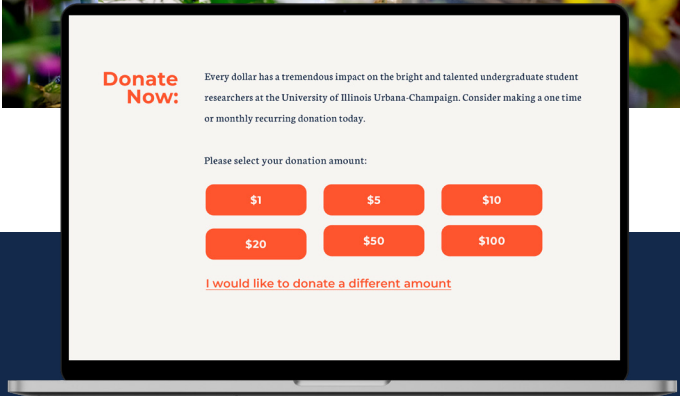 Donate
Now:
Every dollar has a tremendous impact on the bright and talented undergraduate student
researchers at the University of Illinois Urbana-Champaign. Consider making a one time
or monthly recurring donation today.
Please select your donation amount:
$1 $5 $10
$20 $50 $100
I would like to donate a different amount